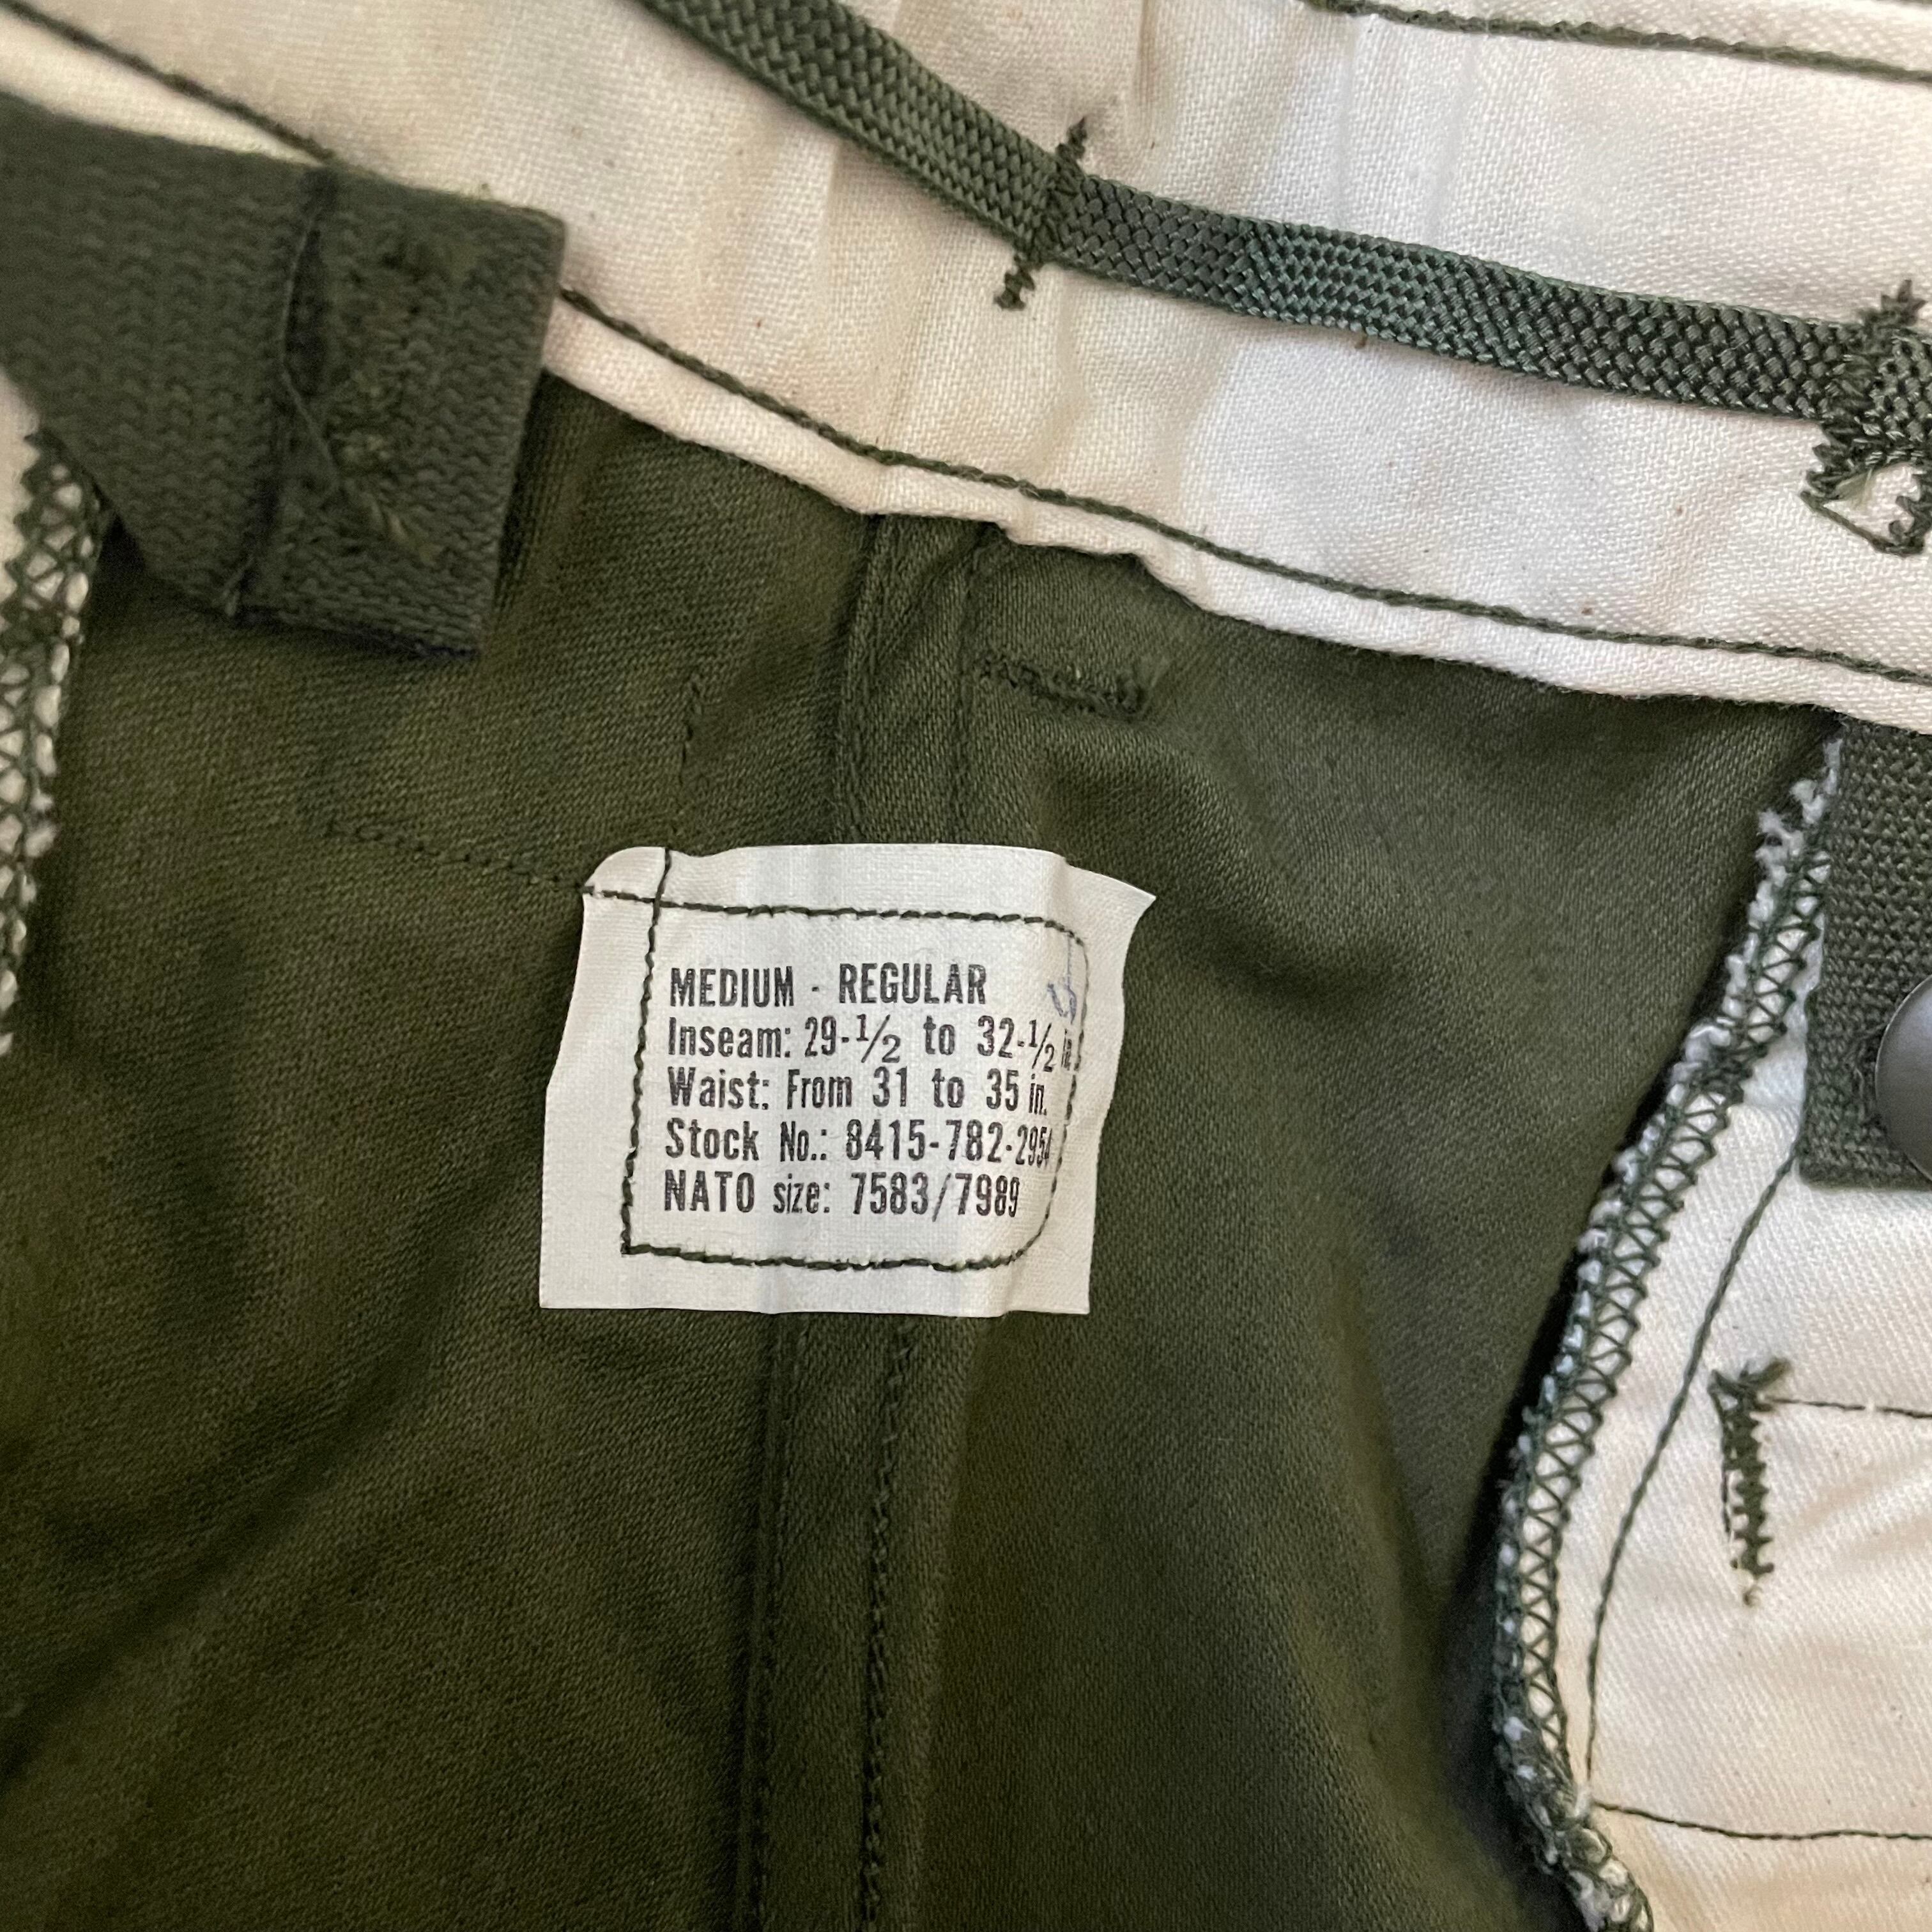 MEDIUM - REGULAR
Inseam: 29-1/2 to 32-1/2 in.
Waist: From 31 to 35 in.
Stock No.: 8415-782-2954
NATO size: 7583/7989